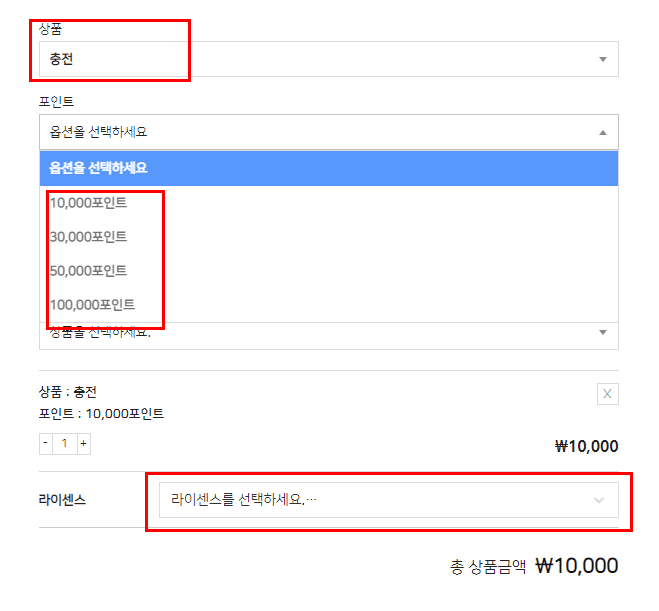 상품
충전
포인트
옵션을 선택하세요
옵션을 선택하세요
10,000포인트
30,000포인트
50,000포인트
100,000포인트
상품을 선택하세요.
상품 : 충전
X
포인트 : 10,000포인트
- 1 +
₩10,000
라이센스
라이센스를 선택하세요.…
총 상품금액 ₩10,000